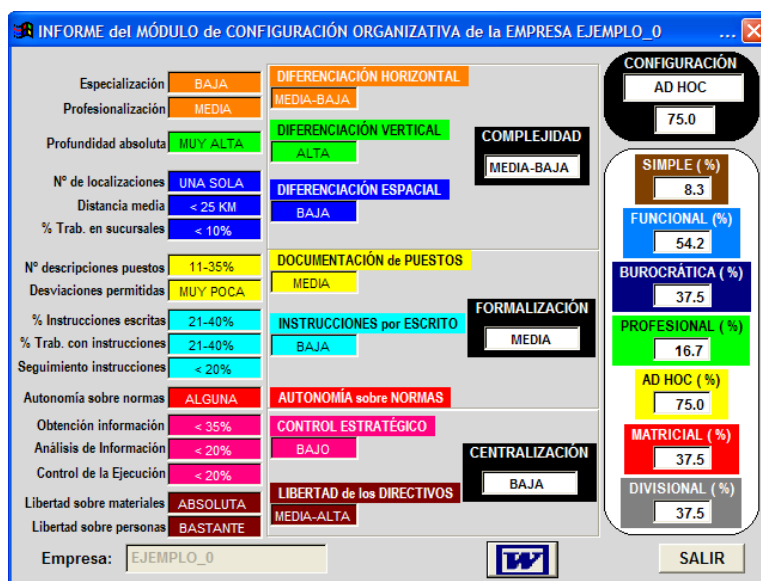 INFORME del MÓDULO de CONFIGURACIÓN ORGANIZATIVA de la EMPRESA EJEMPLO_0 ...
Especialización BAJA
Profesionalización MEDIA
Profundidad absoluta MUY ALTA
Nº de localizaciones UNA SOLA
Distancia media < 25 KM
% Trab. en sucursales < 10%
Nº descripciones puestos 11-35%
Desviaciones permitidas MUY POCA
% Instrucciones escritas 21-40%
% Trab. con instrucciones 21-40%
Seguimiento instrucciones < 20%
Autonomía sobre normas ALGUNA
Obtención información < 35%
Análisis de Información < 20%
Control de la Ejecución < 20%
Libertad sobre materiales ABSOLUTA
Libertad sobre personas BASTANTE
DIFERENCIACIÓN HORIZONTAL
MEDIA-BAJA
DIFERENCIACIÓN VERTICAL
ALTA
DIFERENCIACIÓN ESPACIAL
BAJA
COMPLEJIDAD
MEDIA-BAJA
DOCUMENTACIÓN de PUESTOS
MEDIA
INSTRUCCIONES por ESCRITO
BAJA
AUTONOMÍA sobre NORMAS
FORMALIZACIÓN
MEDIA
CONTROL ESTRATÉGICO
BAJO
LIBERTAD de los DIRECTIVOS
MEDIA-ALTA
CENTRALIZACIÓN
BAJA
CONFIGURACIÓN
AD HOC
75.0
SIMPLE ( %)
8.3
FUNCIONAL (%)
54.2
BUROCRÁTICA ( %)
37.5
PROFESIONAL ( %)
16.7
AD HOC ( %)
75.0
MATRICIAL ( %)
37.5
DIVISIONAL ( %)
37.5
Empresa: EJEMPLO_0
W
SALIR